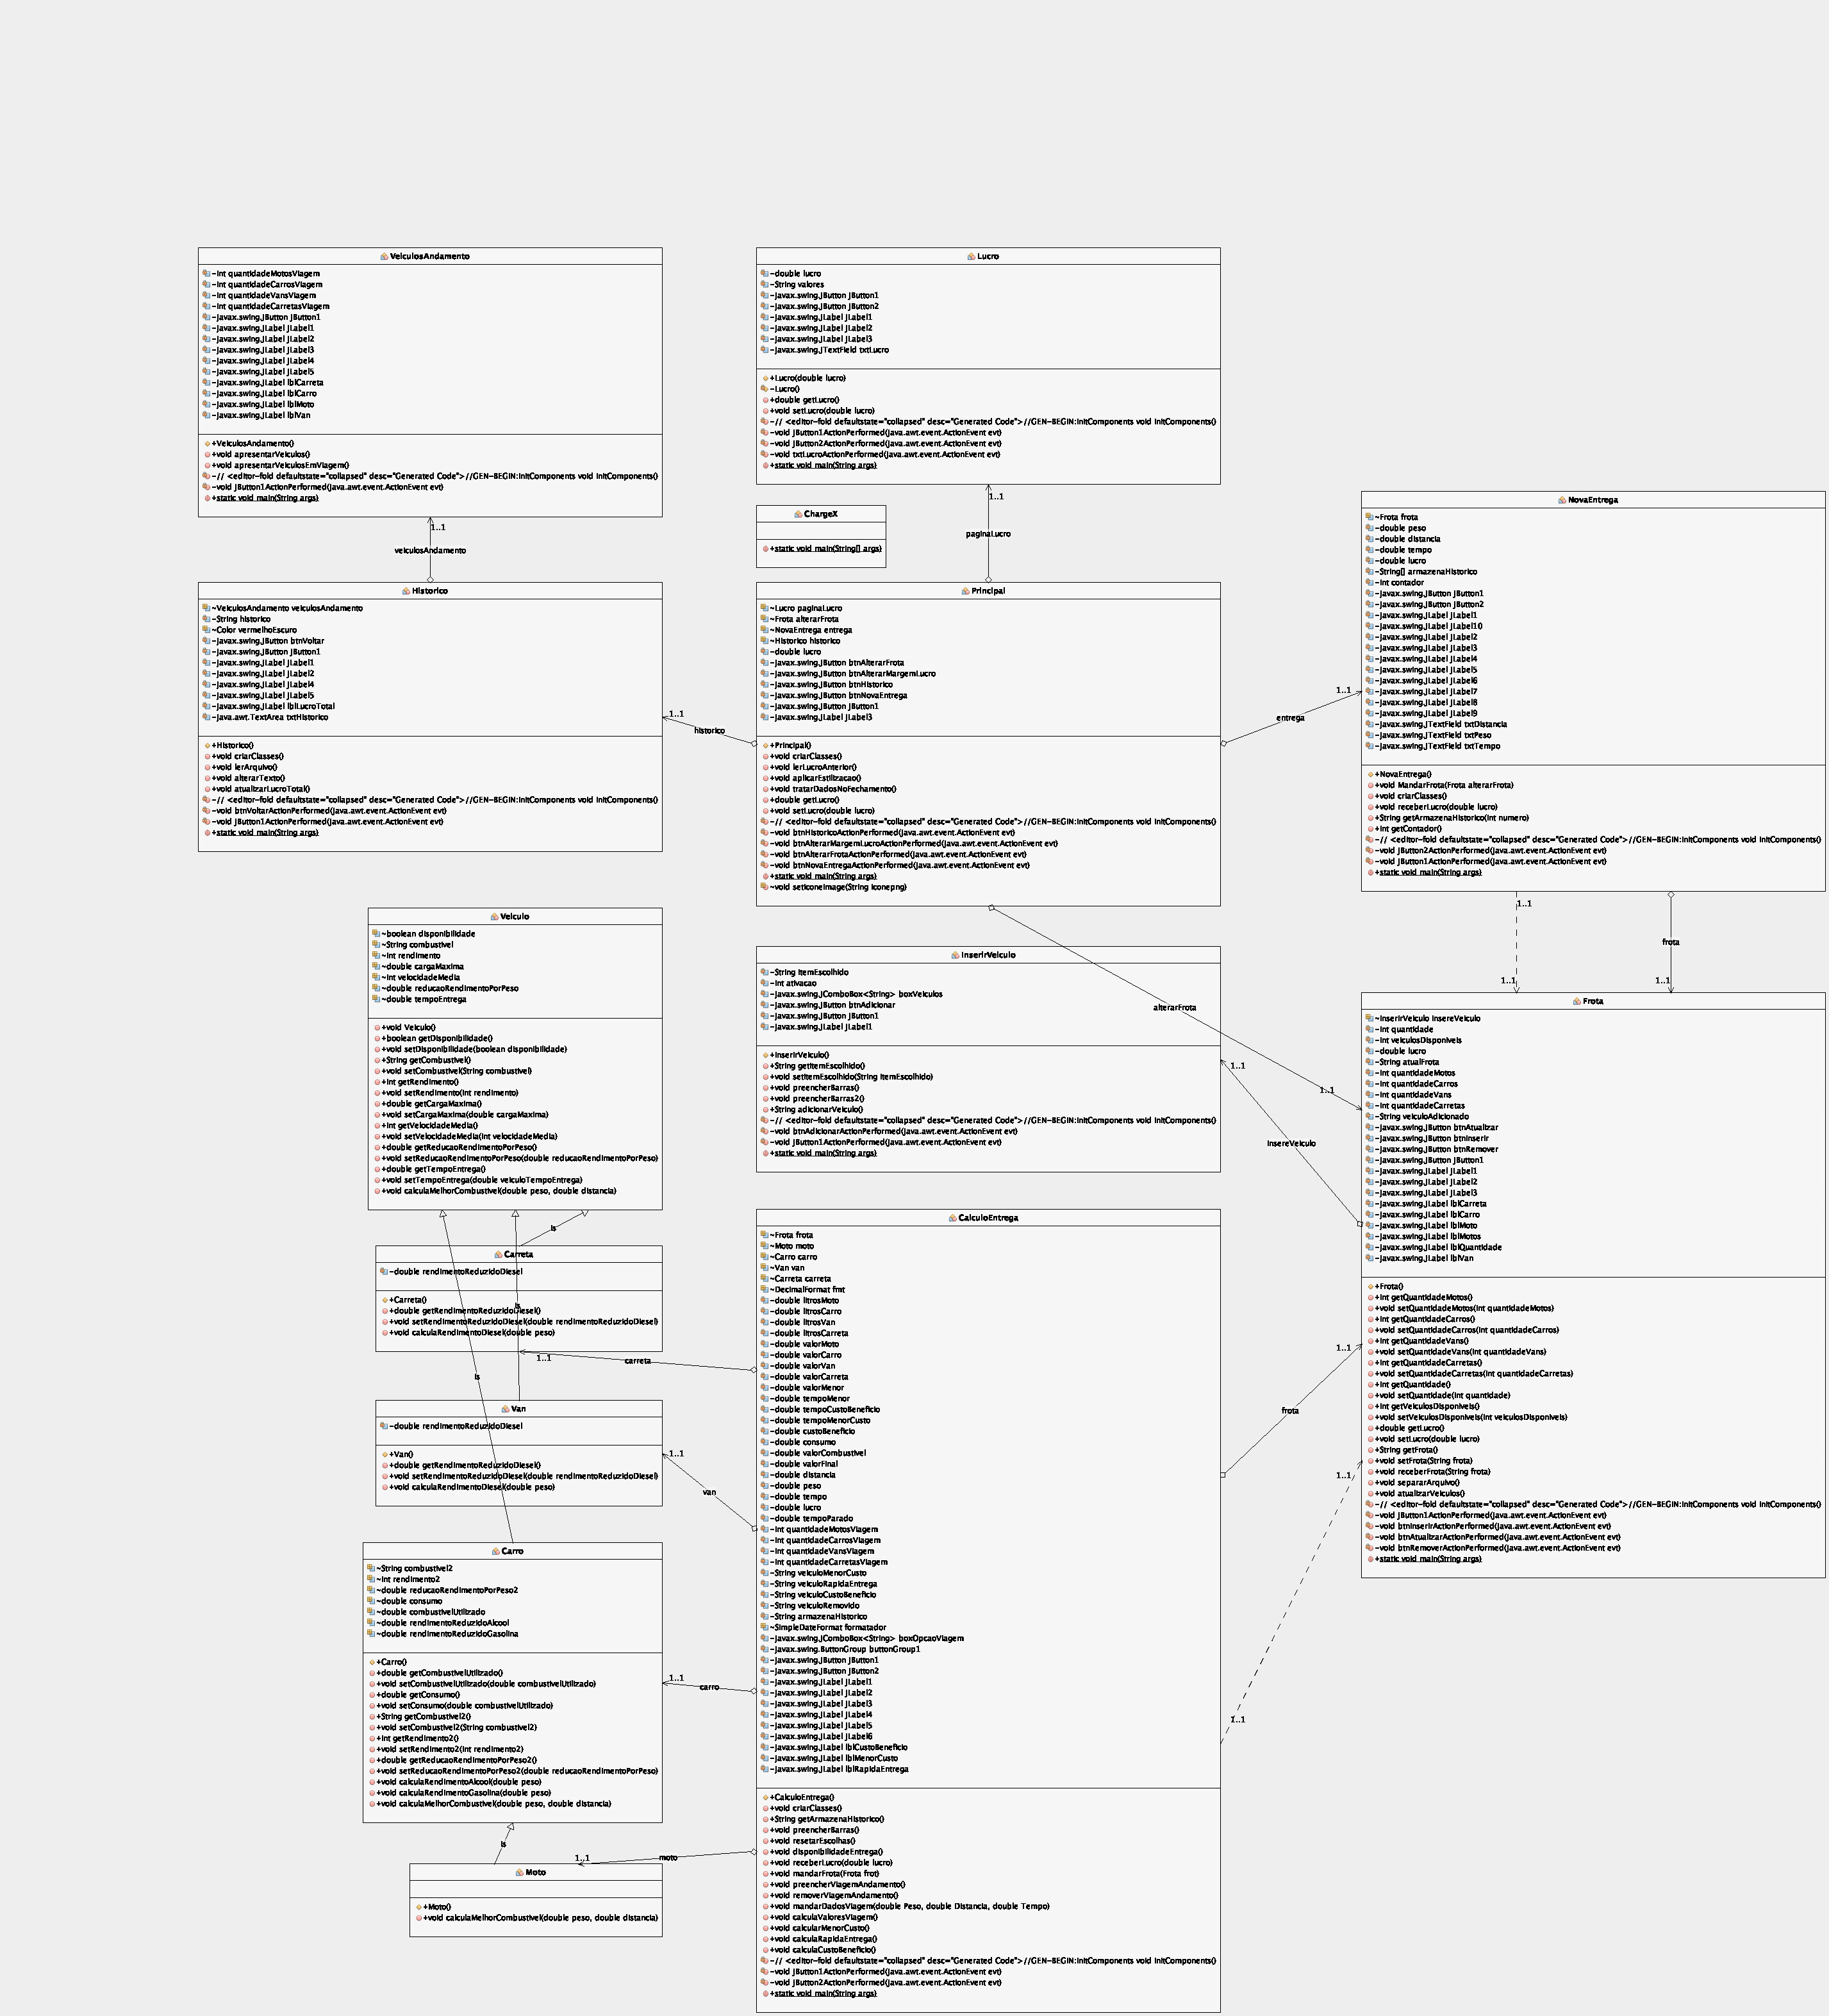 VeiculosAndamento
-int quantidadeMotosViagem
-int quantidadeCarrosViagem
-int quantidadeVansViagem
-int quantidadeCarretasViagem
-javax.swing.JButton jButton1
-javax.swing.JLabel jLabel1
-javax.swing.JLabel jLabel2
-javax.swing.JLabel jLabel3
-javax.swing.JLabel jLabel4
-javax.swing.JLabel jLabel5
-javax.swing.JLabel lblCarreta
-javax.swing.JLabel lblCarro
-javax.swing.JLabel lblMoto
-javax.swing.JLabel lblVan
+VeiculosAndamento()
+void apresentarVeiculos()
+void apresentarVeiculosEmViagem()
-// <editor-fold defaultstate="collapsed" desc="Generated Code">//GEN-BEGIN:initComponents void initComponents()
-void jButton1ActionPerformed(java.awt.event.ActionEvent evt)
+static void main(String args)
Lucro
-double lucro
-String valores
-javax.swing.JButton jButton1
-javax.swing.JButton jButton2
-javax.swing.JLabel jLabel1
-javax.swing.JLabel jLabel2
-javax.swing.JLabel jLabel3
-javax.swing.JTextField txtLucro
+Lucro(double lucro)
-Lucro()
+double getLucro()
+void setLucro(double lucro)
-// <editor-fold defaultstate="collapsed" desc="Generated Code">//GEN-BEGIN:initComponents void initComponents()
-void jButton1ActionPerformed(java.awt.event.ActionEvent evt)
-void jButton2ActionPerformed(java.awt.event.ActionEvent evt)
-void txtLucroActionPerformed(java.awt.event.ActionEvent evt)
+static void main(String args)
1..1
veiculosAndamento
1..1
paginaLucro
ChargeX
+static void main(String[] args)
NovaEntrega
~Frota frota
-double peso
-double distancia
-double tempo
-double lucro
-String[] armazenaHistorico
-int contador
-javax.swing.JButton jButton1
-javax.swing.JButton jButton2
-javax.swing.JLabel jLabel1
-javax.swing.JLabel jLabel10
-javax.swing.JLabel jLabel2
-javax.swing.JLabel jLabel3
-javax.swing.JLabel jLabel4
-javax.swing.JLabel jLabel5
-javax.swing.JLabel jLabel6
-javax.swing.JLabel jLabel7
-javax.swing.JLabel jLabel8
-javax.swing.JLabel jLabel9
-javax.swing.JTextField txtDistancia
-javax.swing.JTextField txtPeso
-javax.swing.JTextField txtTempo
+NovaEntrega()
+void MandarFrota(Frota alterarFrota)
+void criarClasses()
+void receberLucro(double lucro)
+String getArmazenaHistorico(int numero)
+int getContador()
-// <editor-fold defaultstate="collapsed" desc="Generated Code">//GEN-BEGIN:initComponents void initComponents()
-void jButton2ActionPerformed(java.awt.event.ActionEvent evt)
-void jButton1ActionPerformed(java.awt.event.ActionEvent evt)
+static void main(String args)
Historico
~VeiculosAndamento veiculosAndamento
-String historico
~Color vermelhoEscuro
-javax.swing.JButton btnVoltar
-javax.swing.JButton jButton1
-javax.swing.JLabel jLabel1
-javax.swing.JLabel jLabel2
-javax.swing.JLabel jLabel4
-javax.swing.JLabel jLabel5
-javax.swing.JLabel lblLucroTotal
-java.awt.TextArea txtHistorico
+Historico()
+void criarClasses()
+void lerArquivo()
+void alterarTexto()
+void atualizarLucroTotal()
-// <editor-fold defaultstate="collapsed" desc="Generated Code">//GEN-BEGIN:initComponents void initComponents()
-void btnVoltarActionPerformed(java.awt.event.ActionEvent evt)
-void jButton1ActionPerformed(java.awt.event.ActionEvent evt)
+static void main(String args)
1..1
historico
Principal
~Lucro paginaLucro
~Frota alterarFrota
~NovaEntrega entrega
~Historico historico
-double lucro
-javax.swing.JButton btnAlterarFrota
-javax.swing.JButton btnAlterarMargemLucro
-javax.swing.JButton btnHistorico
-javax.swing.JButton btnNovaEntrega
-javax.swing.JButton jButton1
-javax.swing.JLabel jLabel3
+Principal()
+void criarClasses()
+void lerLucroAnterior()
+void aplicarEstilizacao()
+void tratarDadosNoFechamento()
+double getLucro()
+void setLucro(double lucro)
-// <editor-fold defaultstate="collapsed" desc="Generated Code">//GEN-BEGIN:initComponents void initComponents()
-void btnHistoricoActionPerformed(java.awt.event.ActionEvent evt)
-void btnAlterarMargemLucroActionPerformed(java.awt.event.ActionEvent evt)
-void btnAlterarFrotaActionPerformed(java.awt.event.ActionEvent evt)
-void btnNovaEntregaActionPerformed(java.awt.event.ActionEvent evt)
+static void main(String args)
~void setIconeImage(String iconepng)
1..1
entrega
1..1
frota
1..1
1..1
Veiculo
~boolean disponibilidade
~String combustivel
~int rendimento
~double cargaMaxima
~int velocidadeMedia
~double reducaoRendimentoPorPeso
~double tempoEntrega
+void Veiculo()
+boolean getDisponibilidade()
+void setDisponibilidade(boolean disponibilidade)
+String getCombustivel()
+void setCombustivel(String combustivel)
+int getRendimento()
+void setRendimento(int rendimento)
+double getCargaMaxima()
+void setCargaMaxima(double cargaMaxima)
+int getVelocidadeMedia()
+void setVelocidadeMedia(int velocidadeMedia)
+double getReducaoRendimentoPorPeso()
+void setReducaoRendimentoPorPeso(double reducaoRendimentoPorPeso)
+double getTempoEntrega()
+void setTempoEntrega(double veiculoTempoEntrega)
+void calculaMelhorCombustivel(double peso, double distancia)
InserirVeiculo
-String itemEscolhido
-int ativacao
-javax.swing.JComboBox<String> boxVeiculos
-javax.swing.JButton btnAdicionar
-javax.swing.JButton jButton1
-javax.swing.JLabel jLabel1
+InserirVeiculo()
+String getItemEscolhido()
+void setItemEscolhido(String itemEscolhido)
+void preencherBarras()
+void preencherBarras2()
+String adicionarVeiculo()
-// <editor-fold defaultstate="collapsed" desc="Generated Code">//GEN-BEGIN:initComponents void initComponents()
-void btnAdicionarActionPerformed(java.awt.event.ActionEvent evt)
-void jButton1ActionPerformed(java.awt.event.ActionEvent evt)
+static void main(String args)
alterarFrota
1..1
1..1
insereVeiculo
Frota
~InserirVeiculo insereVeiculo
-int quantidade
-int veiculosDisponiveis
-double lucro
-String atualFrota
-int quantidadeMotos
-int quantidadeCarros
-int quantidadeVans
-int quantidadeCarretas
-String veiculoAdicionado
-javax.swing.JButton btnAtualizar
-javax.swing.JButton btnInserir
-javax.swing.JButton btnRemover
-javax.swing.JButton jButton1
-javax.swing.JLabel jLabel1
-javax.swing.JLabel jLabel2
-javax.swing.JLabel jLabel3
-javax.swing.JLabel lblCarreta
-javax.swing.JLabel lblCarro
-javax.swing.JLabel lblMoto
-javax.swing.JLabel lblMotos
-javax.swing.JLabel lblQuantidade
-javax.swing.JLabel lblVan
+Frota()
+int getQuantidadeMotos()
+void setQuantidadeMotos(int quantidadeMotos)
+int getQuantidadeCarros()
+void setQuantidadeCarros(int quantidadeCarros)
+int getQuantidadeVans()
+void setQuantidadeVans(int quantidadeVans)
+int getQuantidadeCarretas()
+void setQuantidadeCarretas(int quantidadeCarretas)
+int getQuantidade()
+void setQuantidade(int quantidade)
+int getVeiculosDisponiveis()
+void setVeiculosDisponiveis(int veiculosDisponiveis)
+double getLucro()
+void setLucro(double lucro)
+String getFrota()
+void setFrota(String frota)
+void receberFrota(String frota)
+void separarArquivo()
+void atualizarVeiculos()
-// <editor-fold defaultstate="collapsed" desc="Generated Code">//GEN-BEGIN:initComponents void initComponents()
-void jButton1ActionPerformed(java.awt.event.ActionEvent evt)
-void btnInserirActionPerformed(java.awt.event.ActionEvent evt)
-void btnAtualizarActionPerformed(java.awt.event.ActionEvent evt)
-void btnRemoverActionPerformed(java.awt.event.ActionEvent evt)
+static void main(String args)
is
Carreta
-double rendimentoReduzidoDiesel
+Carreta()
+double getRendimentoReduzidoDiesel()
+void setRendimentoReduzidoDiesel(double rendimentoReduzidoDiesel)
+void calculaRendimentoDiesel(double peso)
is
1..1
carreta
is
Van
-double rendimentoReduzidoDiesel
+Van()
+double getRendimentoReduzidoDiesel()
+void setRendimentoReduzidoDiesel(double rendimentoReduzidoDiesel)
+void calculaRendimentoDiesel(double peso)
1..1
van
Carro
~String combustivel2
~int rendimento2
~double reducaoRendimentoPorPeso2
~double consumo
~double combustivelUtilizado
~double rendimentoReduzidoAlcool
~double rendimentoReduzidoGasolina
+Carro()
+double getCombustivelUtilizado()
+void setCombustivelUtilizado(double combustivelUtilizado)
+double getConsumo()
+void setConsumo(double combustivelUtilizado)
+String getCombustivel2()
+void setCombustivel2(String combustivel2)
+int getRendimento2()
+void setRendimento2(int rendimento2)
+double getReducaoRendimentoPorPeso2()
+void setReducaoRendimentoPorPeso2(double reducaoRendimentoPorPeso)
+void calculaRendimentoAlcool(double peso)
+void calculaRendimentoGasolina(double peso)
+void calculaMelhorCombustivel(double peso, double distancia)
1..1
carro
is
Moto
+Moto()
+void calculaMelhorCombustivel(double peso, double distancia)
1..1
moto
CalculoEntrega
~Frota frota
~Moto moto
~Carro carro
~Van van
~Carreta carreta
~DecimalFormat fmt
-double litrosMoto
-double litrosCarro
-double litrosVan
-double litrosCarreta
-double valorMoto
-double valorCarro
-double valorVan
-double valorCarreta
-double valorMenor
-double tempoMenor
-double tempoCustoBeneficio
-double tempoMenorCusto
-double custoBeneficio
-double consumo
-double valorCombustivel
-double valorFinal
-double distancia
-double peso
-double tempo
-double lucro
-double tempoParado
-int quantidadeMotosViagem
-int quantidadeCarrosViagem
-int quantidadeVansViagem
-int quantidadeCarretasViagem
-String veiculoMenorCusto
-String veiculoRapidaEntrega
-String veiculoCustoBeneficio
-String veiculoRemovido
-String armazenaHistorico
~SimpleDateFormat formatador
-javax.swing.JComboBox<String> boxOpcaoViagem
-javax.swing.ButtonGroup buttonGroup1
-javax.swing.JButton jButton1
-javax.swing.JButton jButton2
-javax.swing.JLabel jLabel1
-javax.swing.JLabel jLabel2
-javax.swing.JLabel jLabel3
-javax.swing.JLabel jLabel4
-javax.swing.JLabel jLabel5
-javax.swing.JLabel jLabel6
-javax.swing.JLabel lblCustoBeneficio
-javax.swing.JLabel lblMenorCusto
-javax.swing.JLabel lblRapidaEntrega
+CalculoEntrega()
+void criarClasses()
+String getArmazenaHistorico()
+void preencherBarras()
+void resetarEscolhas()
+void disponibilidadeEntrega()
+void receberLucro(double lucro)
+void mandarFrota(Frota frot)
+void preencherViagemAndamento()
+void removerViagemAndamento()
+void mandarDadosViagem(double Peso, double Distancia, double Tempo)
+void calculaValoresViagem()
+void calcularMenorCusto()
+void calculaRapidaEntrega()
+void calculaCustoBeneficio()
-// <editor-fold defaultstate="collapsed" desc="Generated Code">//GEN-BEGIN:initComponents void initComponents()
-void jButton1ActionPerformed(java.awt.event.ActionEvent evt)
-void jButton2ActionPerformed(java.awt.event.ActionEvent evt)
+static void main(String args)
1..1
frota
1..1
1..1